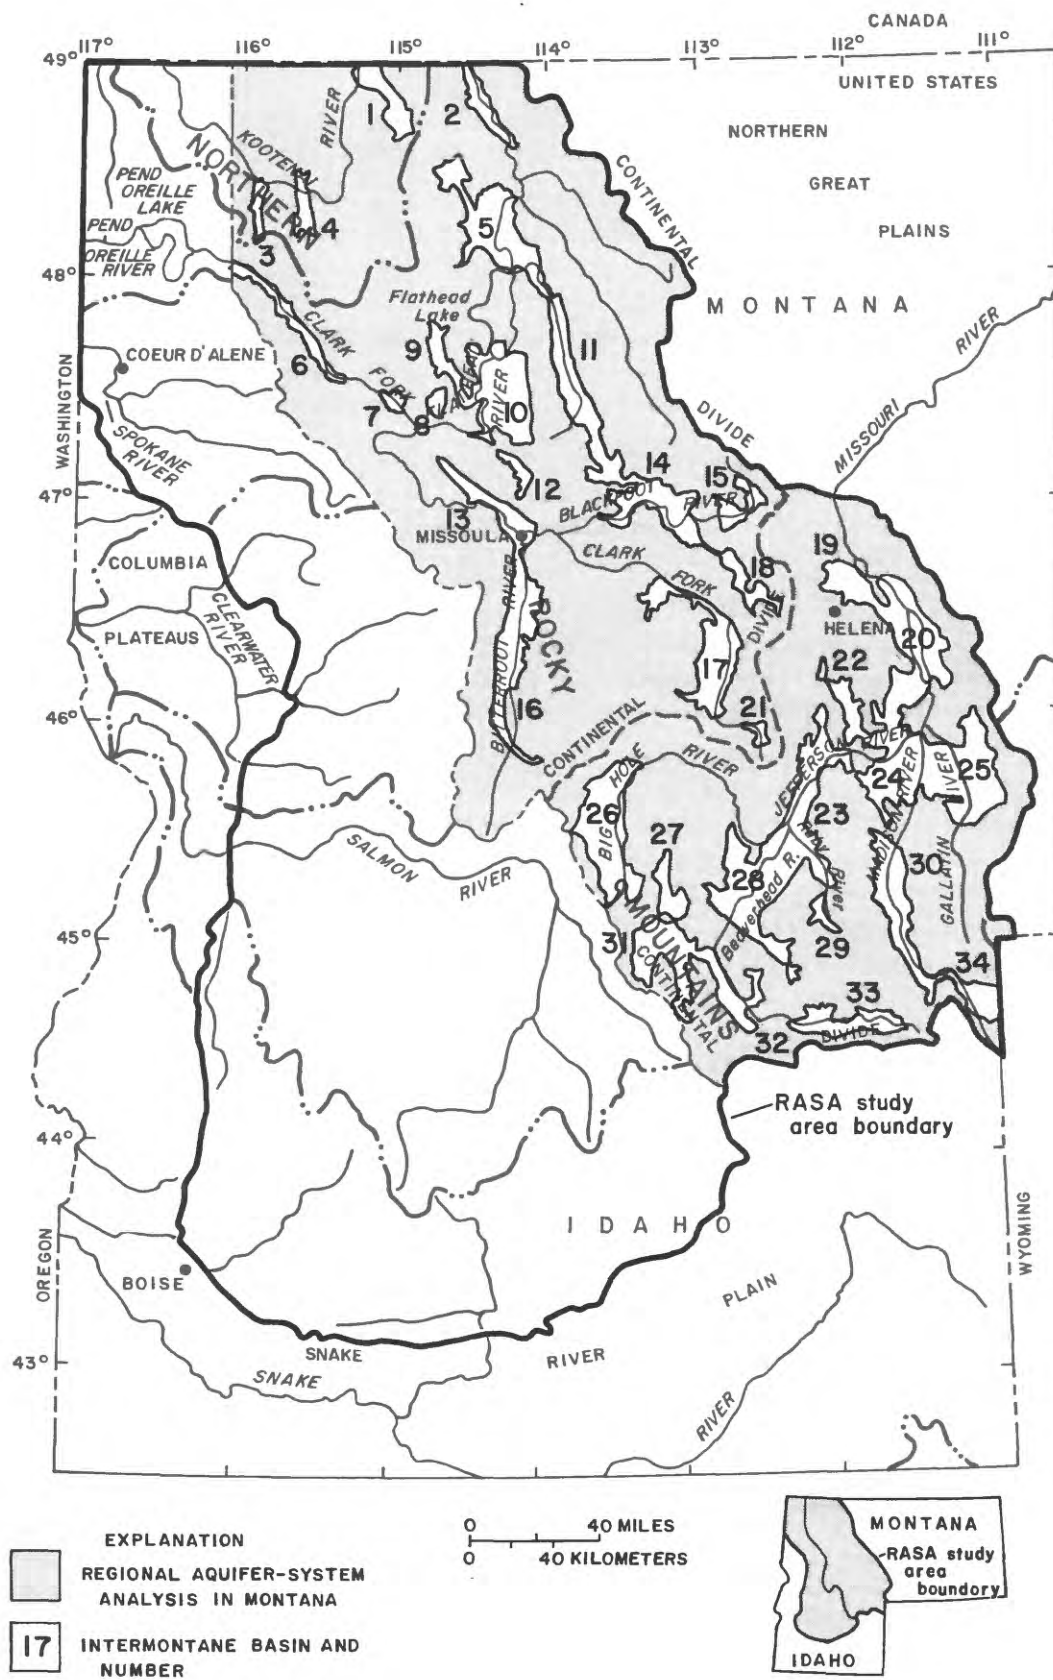 CANADA
117°
116°
115°
114°
113°
112°
111°
49°
UNITED STATES
1
2
NORTHERN
GREAT
PLAINS
KOOTENAI
RIVER
NORTHERN
CONTINENTAL
PEND
OREILLE
LAKE
PEND
OREILLE
RIVER
3
4
5
48°
MONTANA
Flathead
Lake
CLARK
FORK
6
7
8
9
FLATHEAD
RIVER
10
11
COEUR D'ALENE
RIVER
MISSOURI
DIVIDE
WASHINGTON
SPOKANE
RIVER
47°
12
13
14
15
BLACKFOOT
RIVER
MISSOULA
CLARK
FORK
18
19
COLUMBIA
PLATEAUS
CLEARWATER
RIVER
RIVER
BITTERROOT
ROCKY
DIVIDE
HELENA
20
17
22
16
21
46°
CONTINENTAL
HOLE
RIVER
BIG
JEFFERSON
RIVER
24
MADISON
RIVER
RIVER
25
GALLATIN
26
27
23
Ruby
River
28
Beaverhead R.
30
SALMON
RIVER
45°
31
MOUNTAINS
CONTINENTAL
29
34
33
32
DIVIDE
RASA study
area boundary
44°
IDAHO
OREGON
WYOMING
BOISE
PLAIN
43°
SNAKE
RIVER
SNAKE
RIVER
EXPLANATION
REGIONAL AQUIFER-SYSTEM
ANALYSIS IN MONTANA
17
INTERMONTANE BASIN AND
NUMBER
0 40 MILES
0 40 KILOMETERS
MONTANA
RASA study
area
boundory
IDAHO